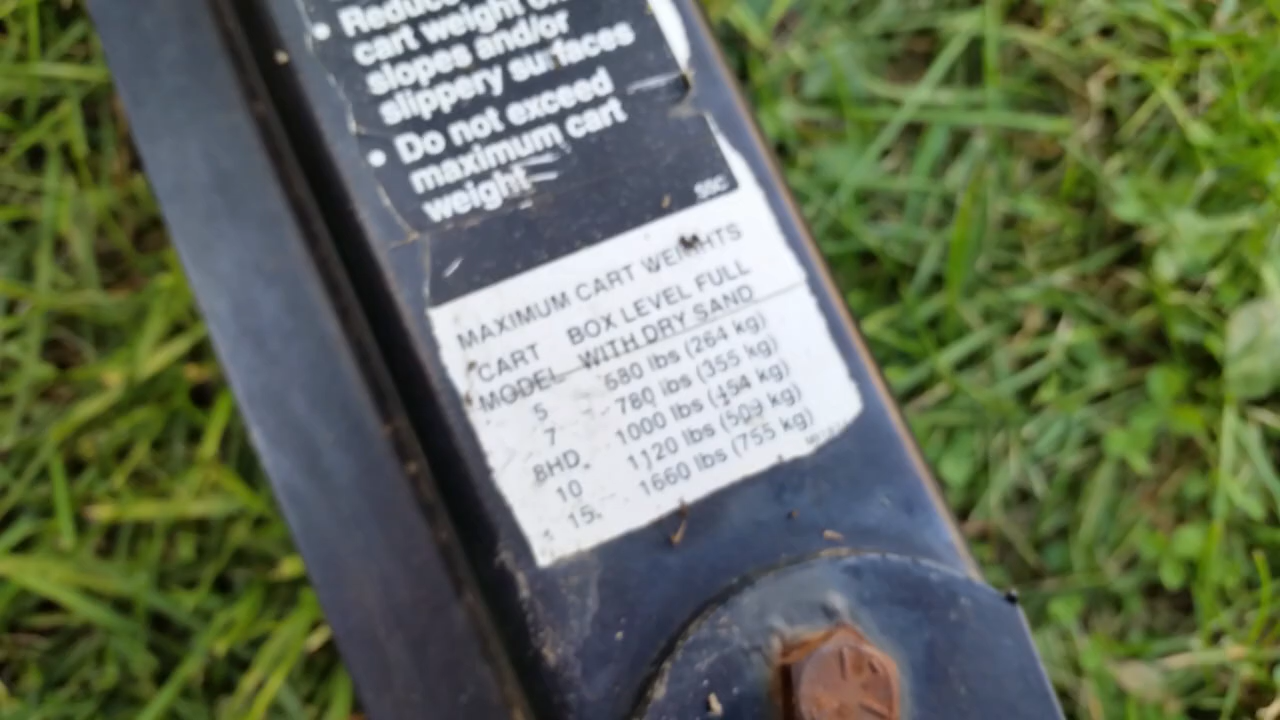 • Reduce
cart weight on
slopes and/or
slippery surfaces
• Do not exceed
maximum cart
weight
MAXIMUM CART WEIGHTS
CART BOX LEVEL FULL
MODEL WITH DRY SAND
5 580 lbs (264 kg)
7 780 lbs (355 kg)
8HD 1000 lbs (454 kg)
10 1120 lbs (509 kg)
15 1660 lbs (755 kg)